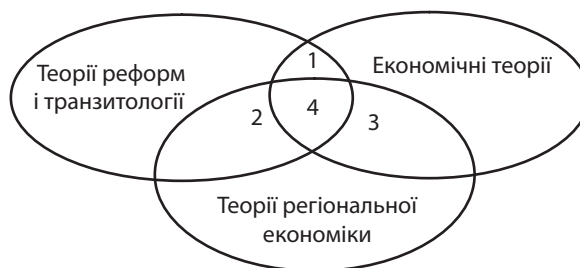 Теорії реформ
і транзитології
1
Економічні теорії
2
4
3
Теорії регіональної
економіки